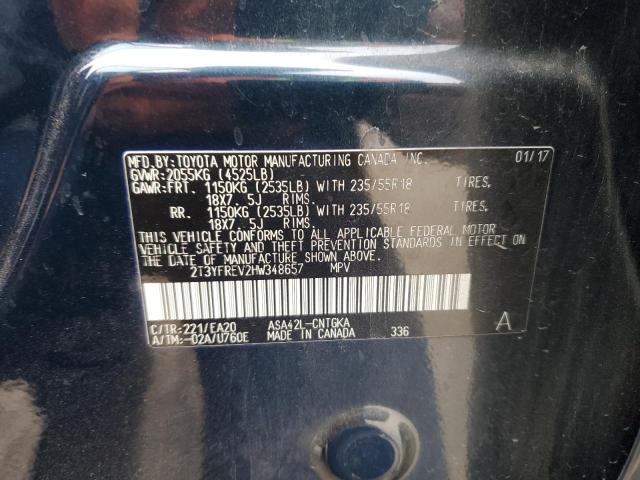 MFD.BY:TOYOTA MOTOR MANUFACTURING CANADA INC. 01/17
GVWR:2055KG (4525LB)
GAWR:FRT. 1150KG (2535LB) WITH 235/55R18 TIRES,
18X7. 5J RIMS.
RR. 1150KG (2535LB) WITH 235/55R18 TIRES,
18X7. 5J RIMS.
THIS VEHICLE CONFORMS TO ALL APPLICABLE FEDERAL MOTOR
VEHICLE SAFETY AND THEFT PREVENTION STANDARDS IN EFFECT ON
THE DATE OF MANUFACTURE SHOWN ABOVE.
2T3YFREV2HW348657 MPV
C/TR:221/EA20 ASA42L-CNTGKA A
A/TM:-02A/U760E MADE IN CANADA 336